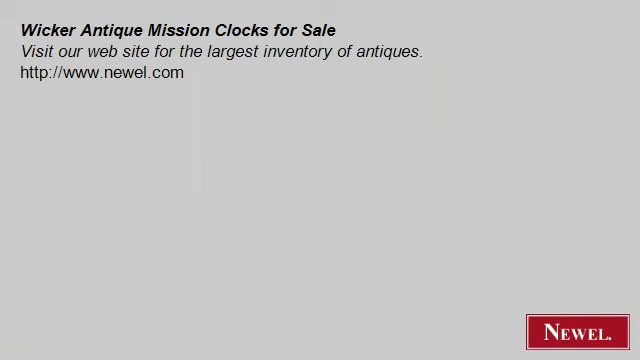 Wicker Antique Mission Clocks for Sale
Visit our web site for the largest inventory of antiques.
http://www.newel.com
NEWEL.